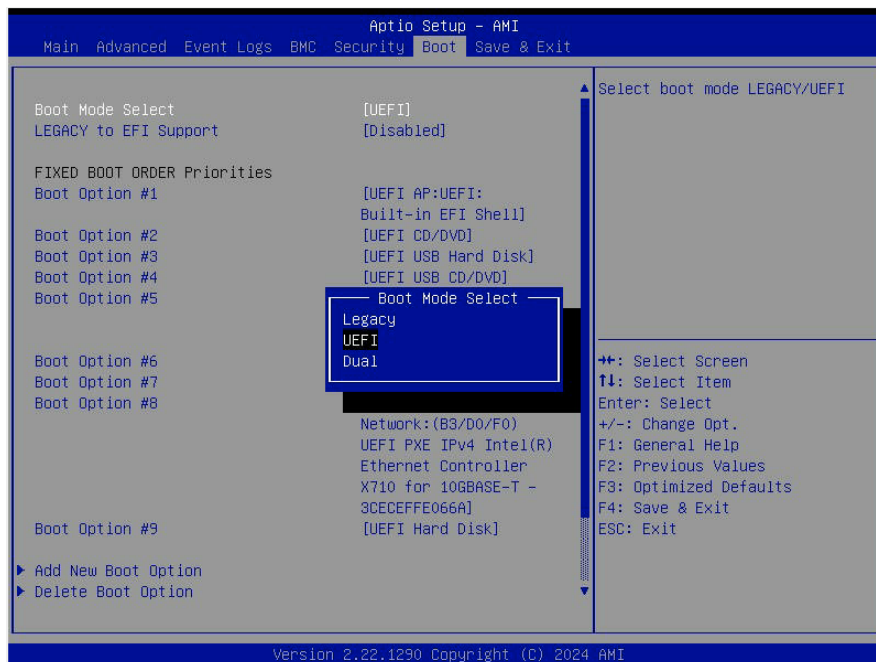 Aptio Setup – AMI
Main Advanced Event Logs BMC Security Boot Save & Exit
Boot Mode Select [UEFI]
LEGACY to EFI Support [Disabled]
FIXED BOOT ORDER Priorities
Boot Option #1 [UEFI AP:UEFI:
Built-in EFI Shell]
Boot Option #2 [UEFI CD/DVD]
Boot Option #3 [UEFI USB Hard Disk]
Boot Option #4 [UEFI USB CD/DVD]
Boot Option #5
Boot Mode Select
Legacy
UEFI
Dual
Boot Option #6
Boot Option #7
Boot Option #8
Network:(B3/D0/F0)
UEFI PXE IPv4 Intel(R)
Ethernet Controller
X710 for 10GBASE-T -
3CECEFFE066A]
Boot Option #9 [UEFI Hard Disk]
Add New Boot Option
Delete Boot Option
Select boot mode LEGACY/UEFI
→←: Select Screen
↑↓: Select Item
Enter: Select
+/-: Change Opt.
F1: General Help
F2: Previous Values
F3: Optimized Defaults
F4: Save & Exit
ESC: Exit
Version 2.22.1290 Copyright (C) 2024 AMI